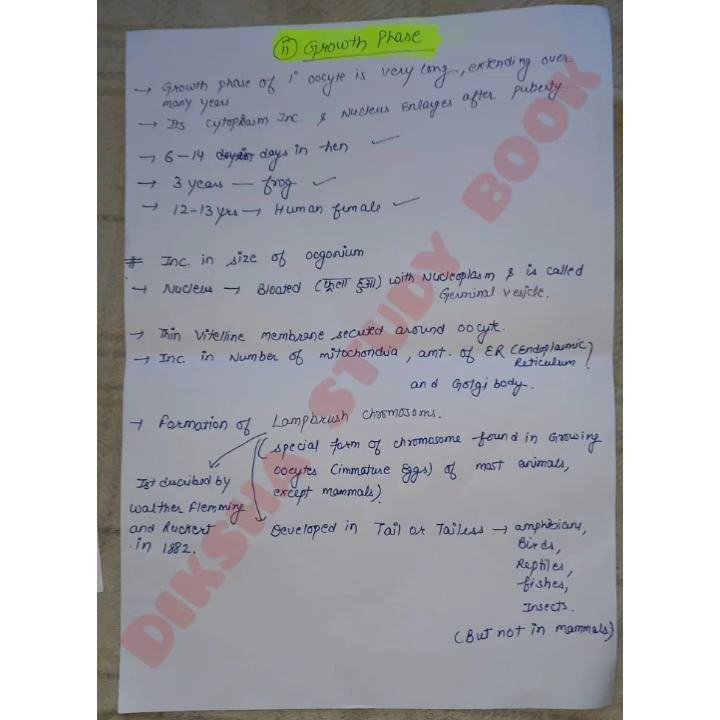 ii) Growth Phase
→ Growth phase of 1° oocyte is very long, extending over
many years
→ Its cytoplasm Inc. & Nucleus Enlarges after puberty.
→ 6-14 days in hen ✓
→ 3 years — frog ✓
→ 12-13 yrs → Human female ✓
# Inc. in size of oogonium
→ Nucleus → Bloated (फूला हुआ) with Nucleoplasm & is called
Germinal vesicle.
→ Thin Vitelline membrane secuted around oocyte.
→ Inc. in Number of mitochondia, amt. of ER (Endoplasmic
Reticulum)
and Golgi body.
→ Formation of Lampbrush chromosoms.
(special form of chromosome found in Growing
oocytes (immature Eggs) of most animals,
except mammals)
Ist dscibed by
Walther Flemming
and Ruckert
in 1882.
Developed in Tail or Tailess → amphibians,
Birds,
Reptiles,
fishes,
Insects.
(But not in mammals)
DIKSHA STUDY BOOK